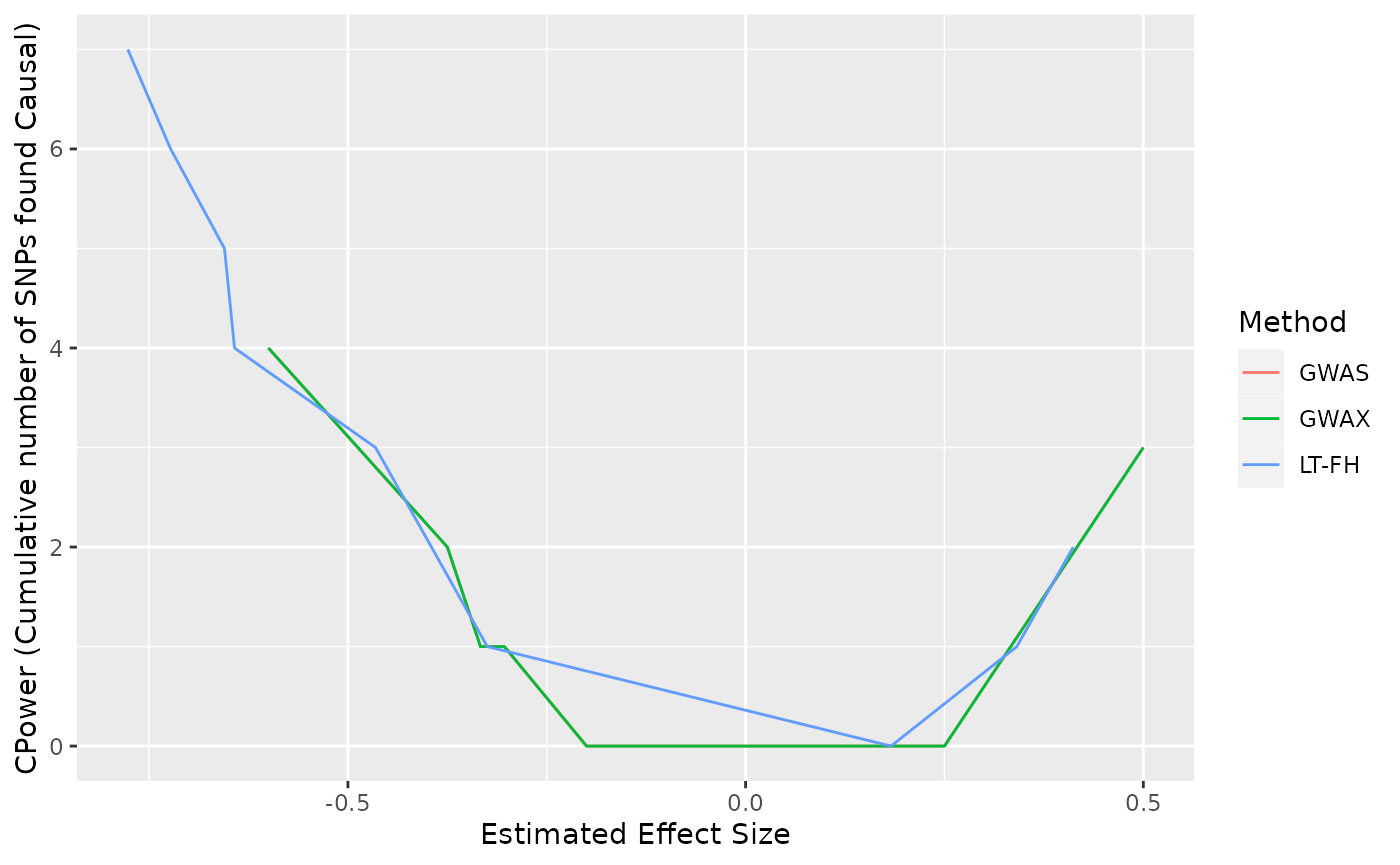 CPower (Cumulative number of SNPs found Causal)
6
4
2
0
-0.5
0.0
0.5
Estimated Effect Size
Method
GWAS
GWAX
LT-FH